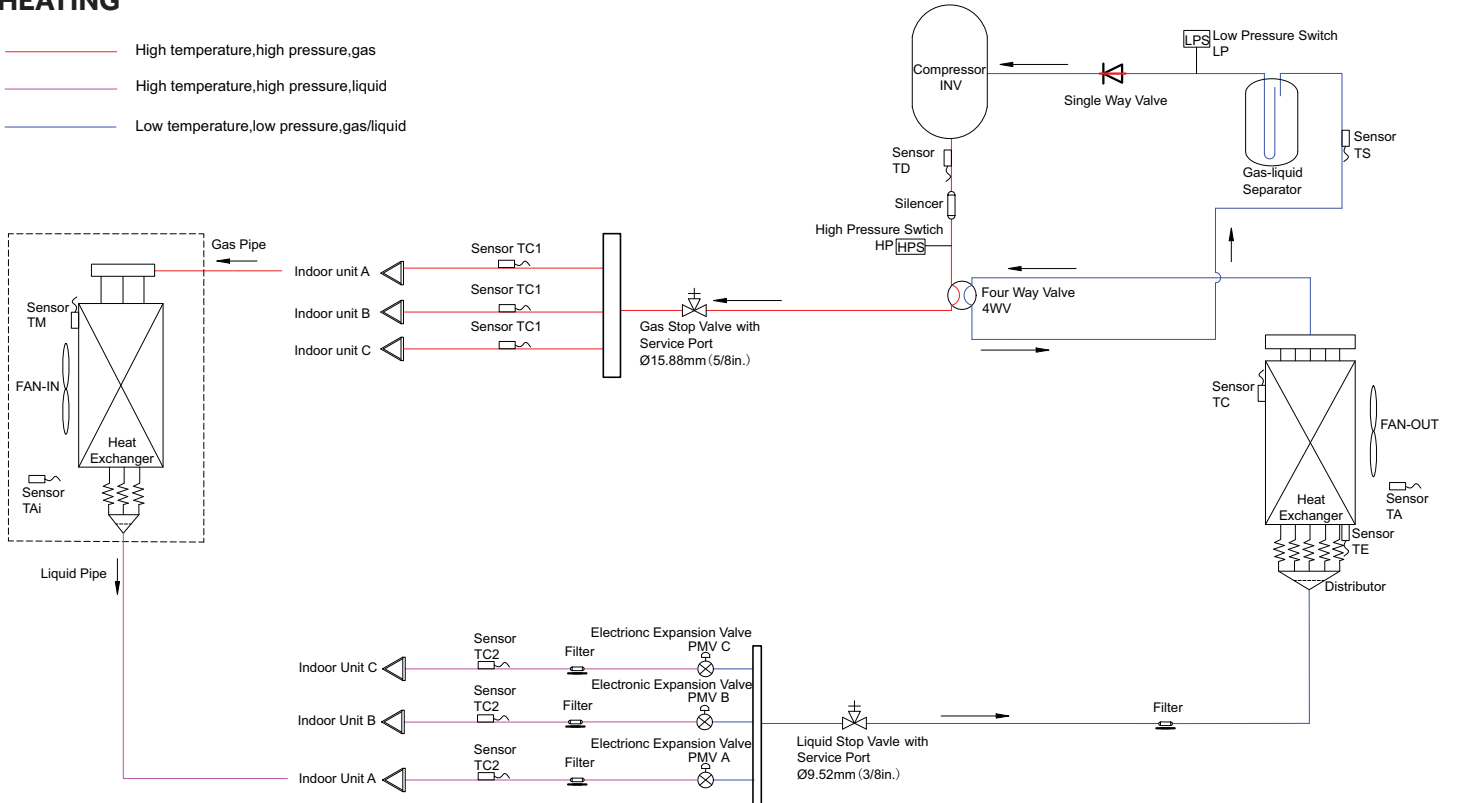 HEATING
High temperature,high pressure,gas
High temperature,high pressure,liquid
Low temperature,low pressure,gas/liquid
Compressor
INV
LPS
Low Pressure Switch
LP
Single Way Valve
Gas-liquid
Separator
Sensor
TS
Sensor
TD
Silencer
High Pressure Swtich
HP
HPS
Four Way Valve
4WV
Gas Pipe
Indoor unit A
Indoor unit B
Indoor unit C
Sensor TC1
Sensor TC1
Sensor TC1
Gas Stop Valve with
Service Port
Ø15.88mm(5/8in.)
Sensor
TM
FAN-IN
Heat
Exchanger
Sensor
TAi
Liquid Pipe
Sensor
TC
FAN-OUT
Heat
Exchanger
Sensor
TA
Sensor
TE
Distributor
Indoor Unit C
Sensor
TC2
Filter
Electrionc Expansion Valve
PMV C
Indoor Unit B
Sensor
TC2
Filter
Electronic Expansion Valve
PMV B
Indoor Unit A
Sensor
TC2
Filter
Electrionc Expansion Valve
PMV A
Liquid Stop Vavle with
Service Port
Ø9.52mm(3/8in.)
Filter